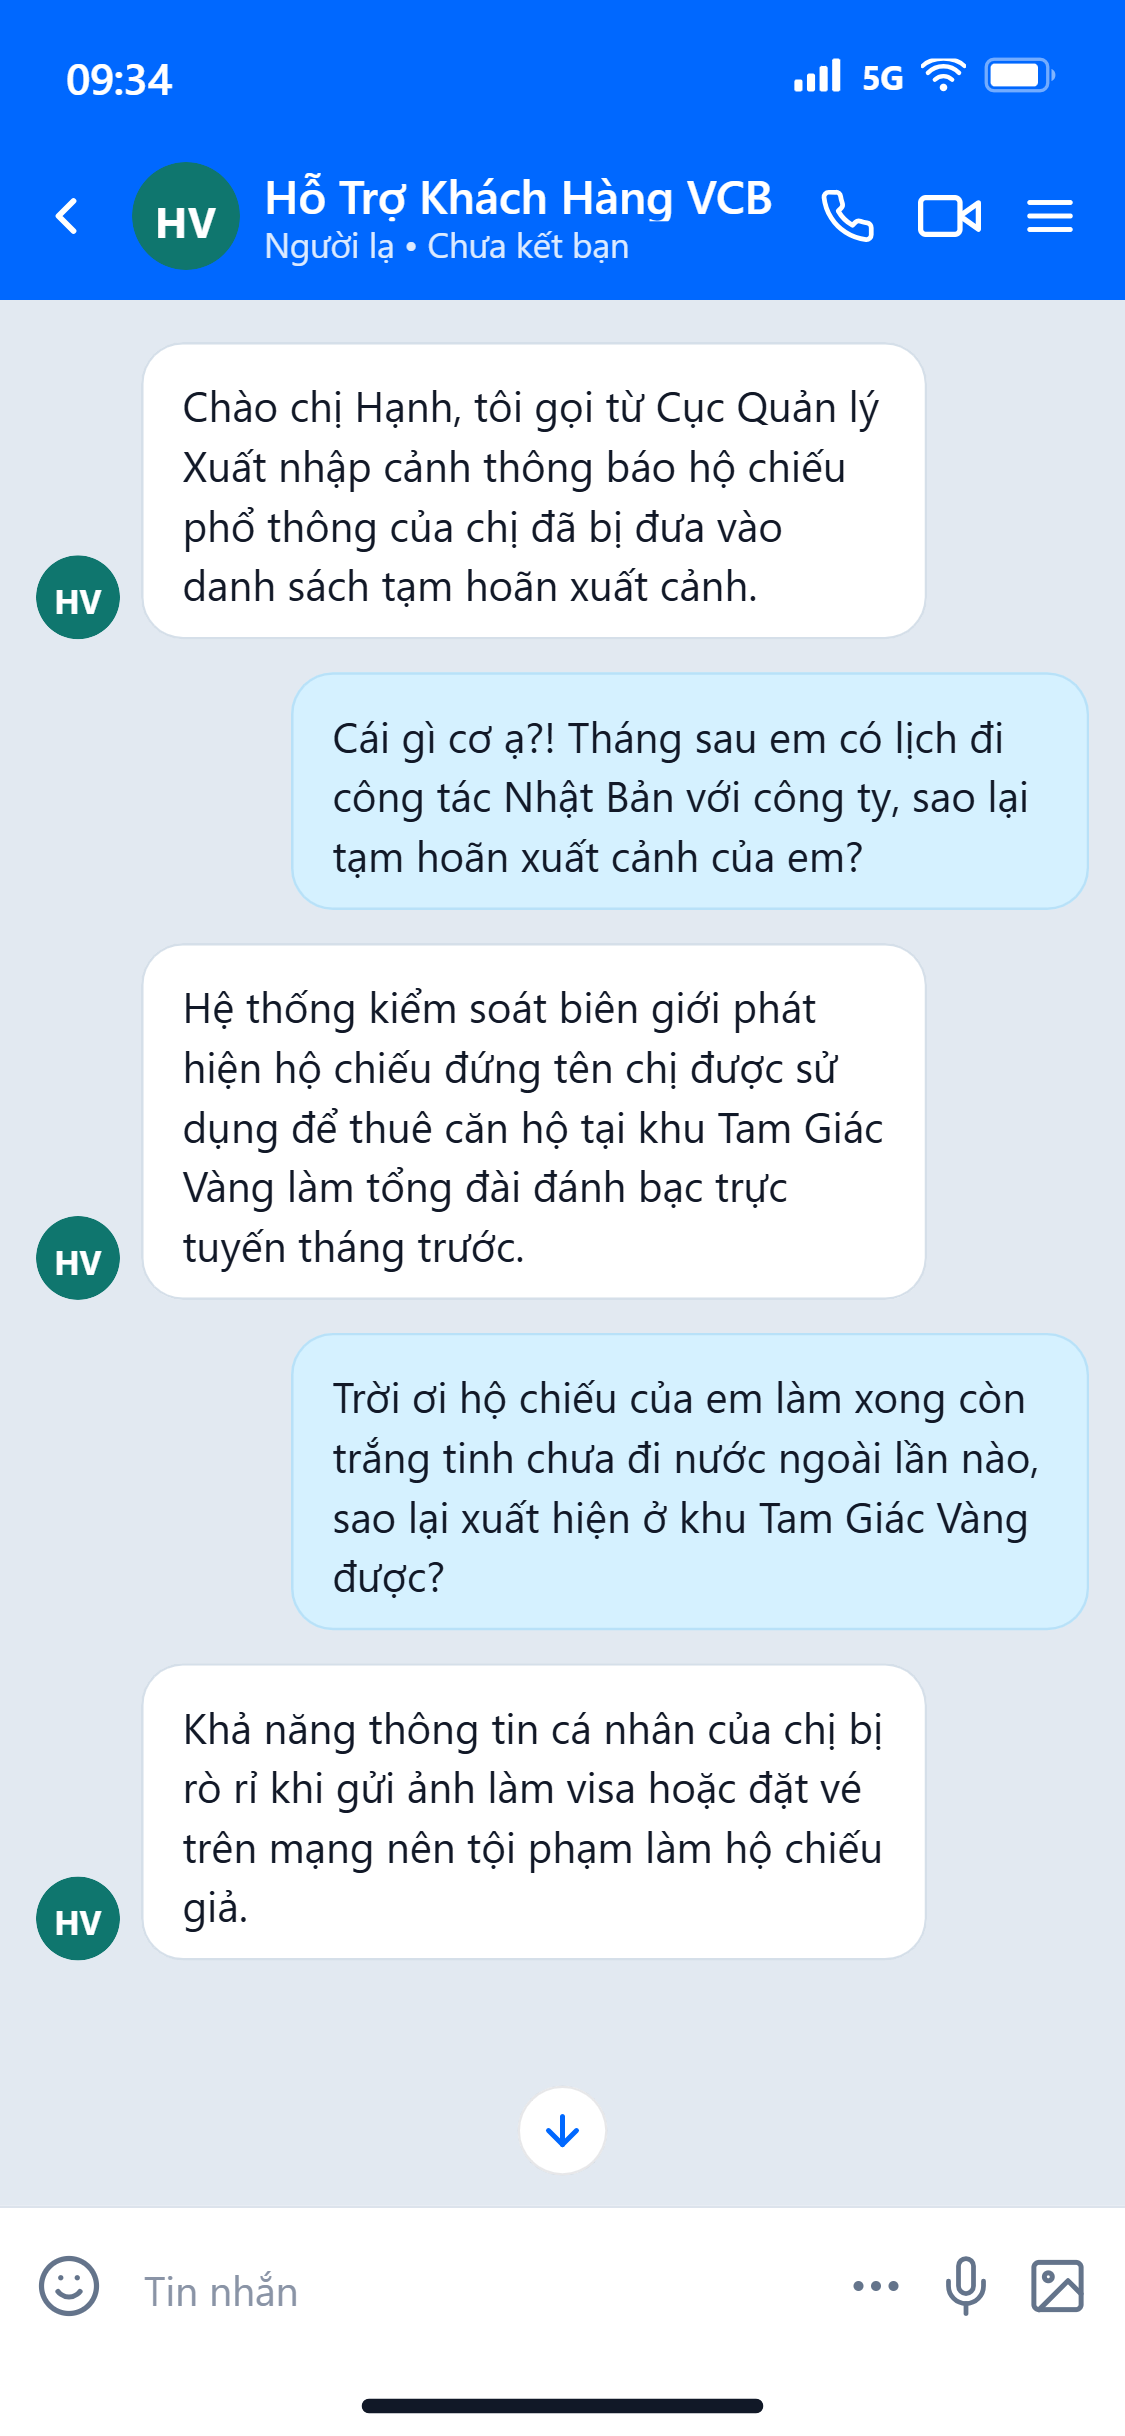 09:34
5G
HV
Hỗ Trợ Khách Hàng VCB
Người lạ • Chưa kết bạn
Chào chị Hạnh, tôi gọi từ Cục Quản lý
Xuất nhập cảnh thông báo hộ chiếu
phổ thông của chị đã bị đưa vào
danh sách tạm hoãn xuất cảnh.
HV
Cái gì cơ ạ?! Tháng sau em có lịch đi
công tác Nhật Bản với công ty, sao lại
tạm hoãn xuất cảnh của em?
Hệ thống kiểm soát biên giới phát
hiện hộ chiếu đứng tên chị được sử
dụng để thuê căn hộ tại khu Tam Giác
Vàng làm tổng đài đánh bạc trực
tuyến tháng trước.
HV
Trời ơi hộ chiếu của em làm xong còn
trắng tinh chưa đi nước ngoài lần nào,
sao lại xuất hiện ở khu Tam Giác Vàng
được?
Khả năng thông tin cá nhân của chị bị
rò rỉ khi gửi ảnh làm visa hoặc đặt vé
trên mạng nên tội phạm làm hộ chiếu
giả.
HV
Tin nhắn